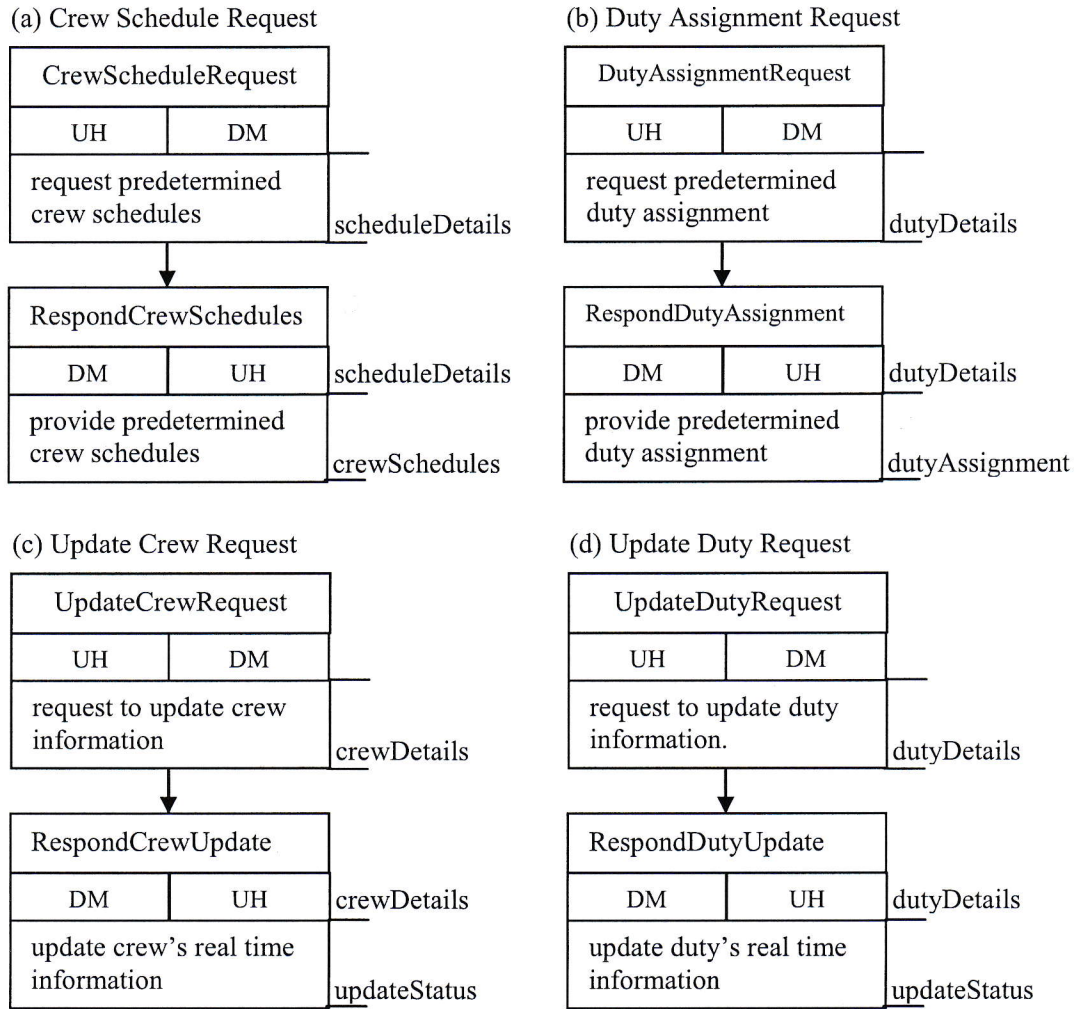 (a) Crew Schedule Request
CrewScheduleRequest
UH DM
request predetermined
crew schedules
scheduleDetails
RespondCrewSchedules
DM UH
scheduleDetails
provide predetermined
crew schedules
crewSchedules
(b) Duty Assignment Request
DutyAssignmentRequest
UH DM
request predetermined
duty assignment
dutyDetails
RespondDutyAssignment
DM UH
dutyDetails
provide predetermined
duty assignment
dutyAssignment
(c) Update Crew Request
UpdateCrewRequest
UH DM
request to update crew
information
crewDetails
RespondCrewUpdate
DM UH
crewDetails
update crew's real time
information
updateStatus
(d) Update Duty Request
UpdateDutyRequest
UH DM
request to update duty
information.
dutyDetails
RespondDutyUpdate
DM UH
dutyDetails
update duty's real time
information
updateStatus